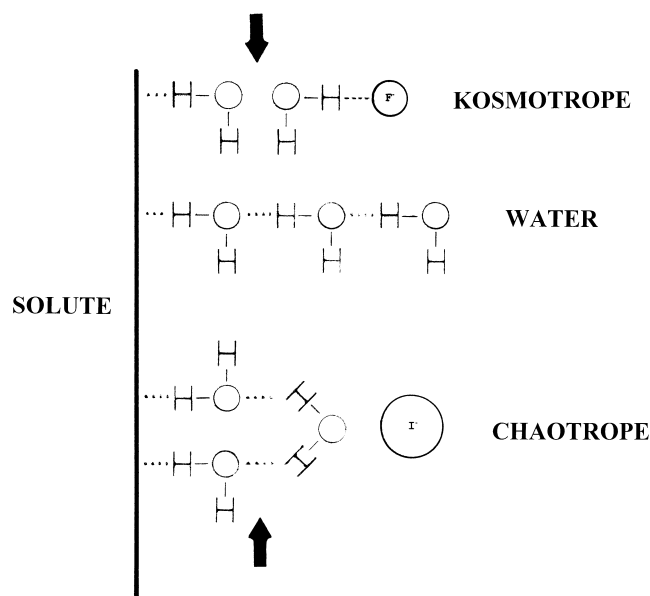 H H F⁻ KOSMOTROPE
H H
H H H WATER
H H H
SOLUTE
H
H H
I⁻ CHAOTROPE
H H
H